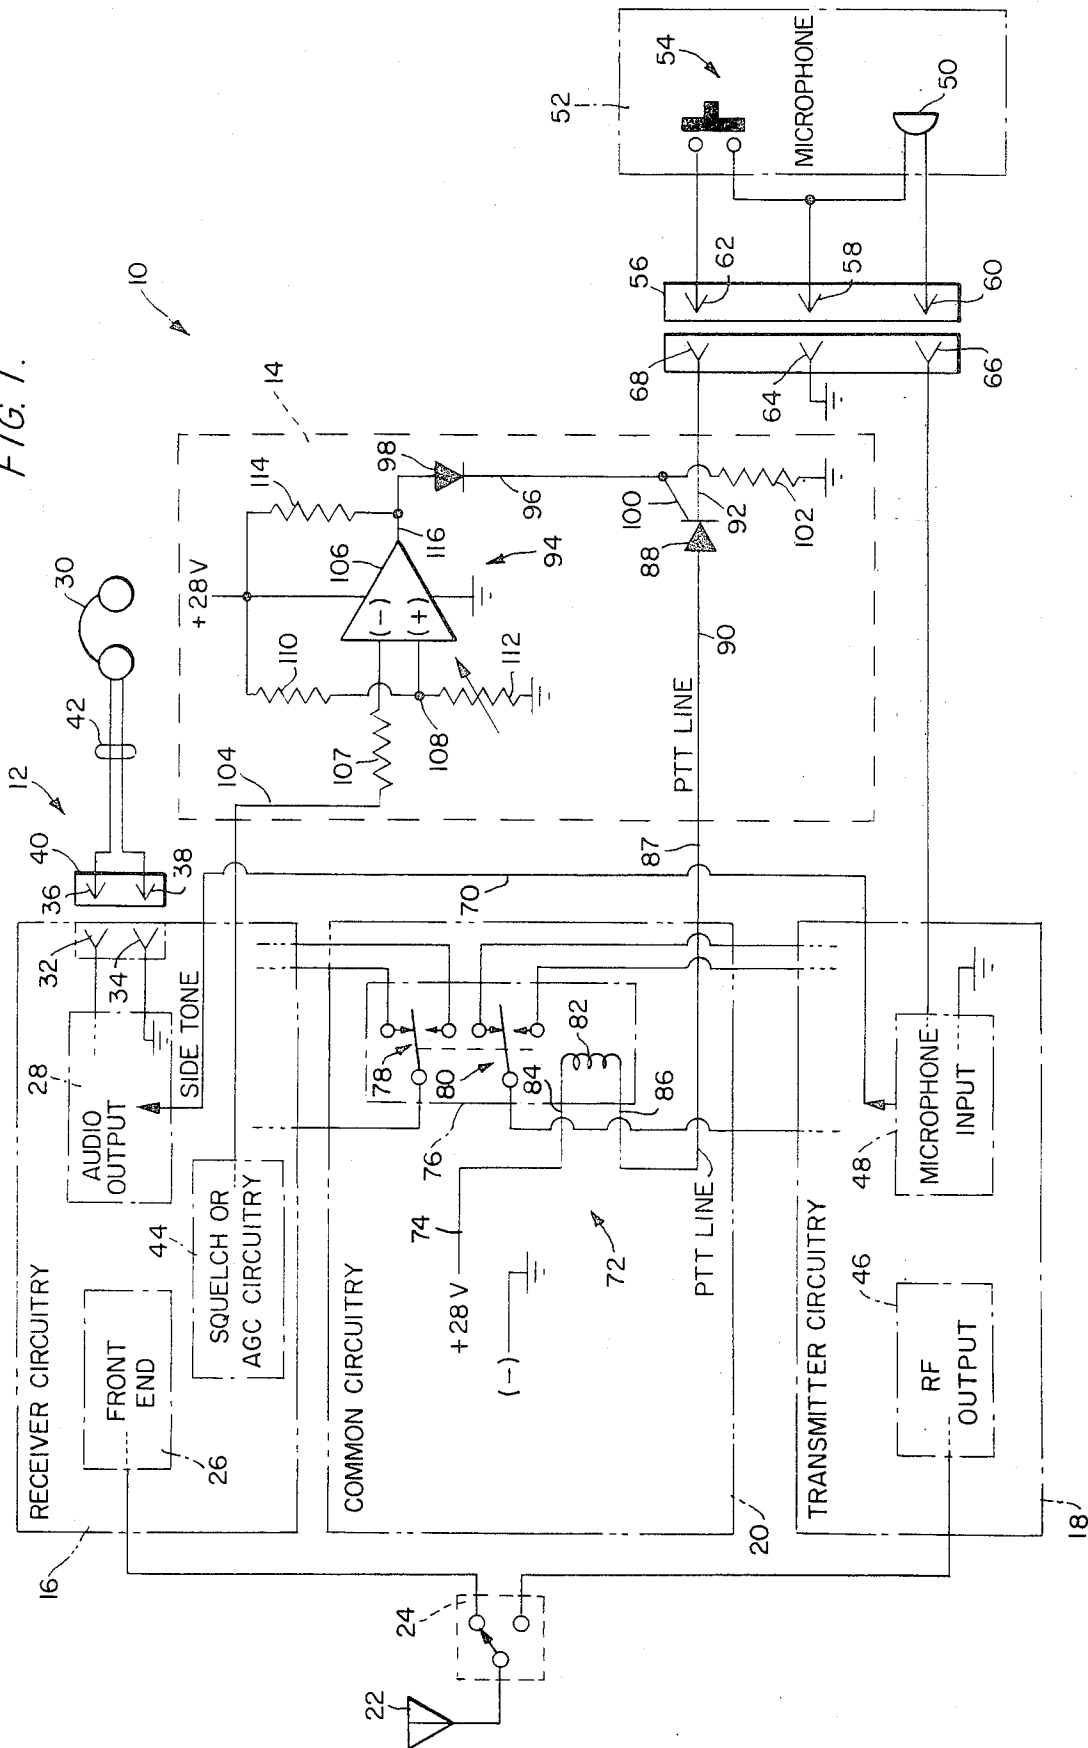 FIG. 1.
10
12
14
30
42
40
36
38
32
34
28
AUDIO
OUTPUT
SIDE TONE
RECEIVER CIRCUITRY
FRONT
END
26
44
SQUELCH OR
AGC CIRCUITRY
16
104
107
+28V
110
108
112
106
(-)
(+)
114
116
94
98
96
100
102
92
88
90
PTT LINE
87
70
COMMON CIRCUITRY
+28V
74
(-)
72
76
78
80
82
84
86
PTT LINE
20
22
24
TRANSMITTER CIRCUITRY
46
RF
OUTPUT
48
MICROPHONE
INPUT
18
52
54
MICROPHONE
50
56
62
58
60
68
64
66